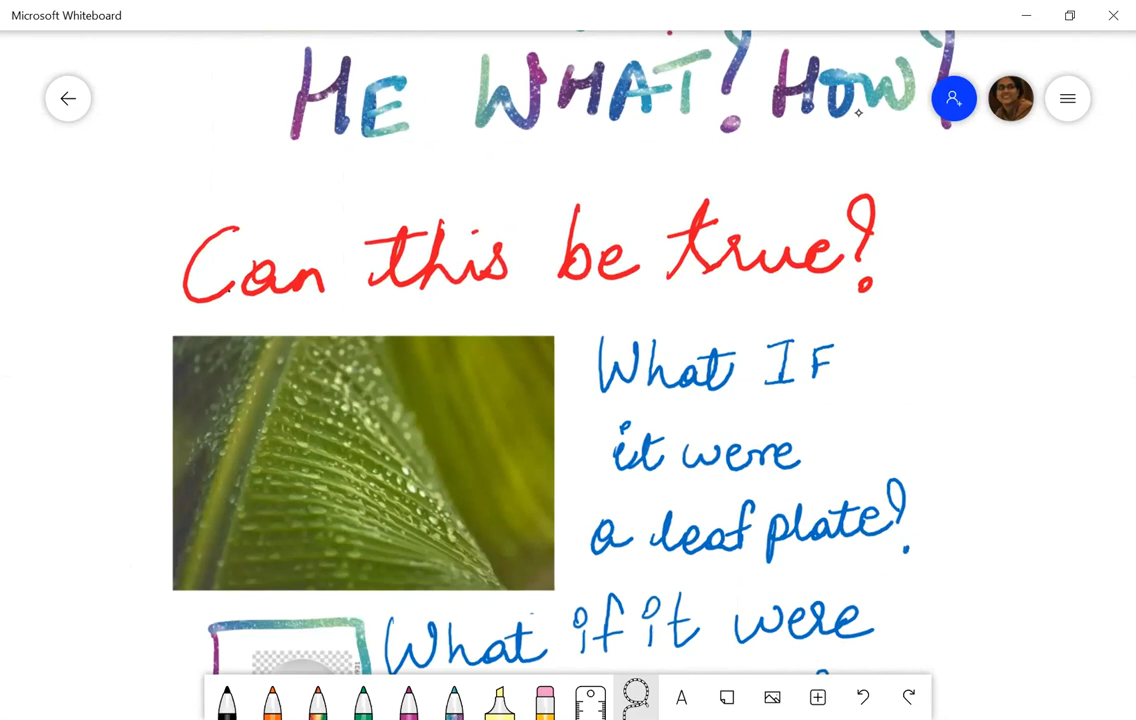 Microsoft Whiteboard
HE WHAT? HOW?
Can this be true?
What IF
it were
a leaf plate?
What if it were